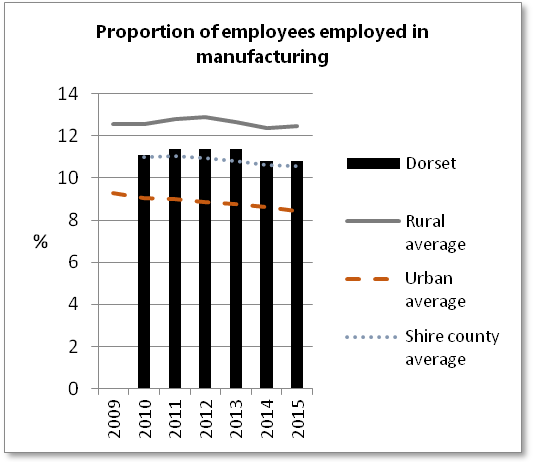 Proportion of employees employed in
manufacturing
14
12
10
8
6
4
2
0
%
2009
2010
2011
2012
2013
2014
2015
Dorset
Rural
average
Urban
average
Shire county
average